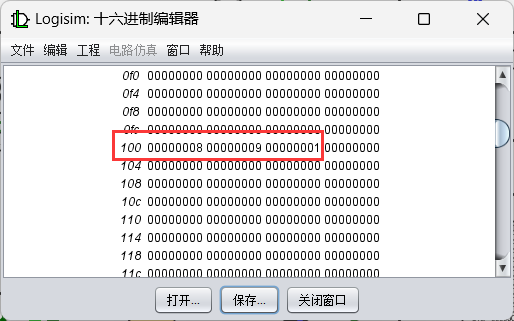 Logisim: 十六进制编辑器
文件 编辑 工程 电路仿真 窗口 帮助
0f0 00000000 00000000 00000000 00000000
0f4 00000000 00000000 00000000 00000000
0f8 00000000 00000000 00000000 00000000
0fc 00000000 00000000 00000000 00000000
100 00000008 00000009 00000001 00000000
104 00000000 00000000 00000000 00000000
108 00000000 00000000 00000000 00000000
10c 00000000 00000000 00000000 00000000
110 00000000 00000000 00000000 00000000
114 00000000 00000000 00000000 00000000
118 00000000 00000000 00000000 00000000
11c 00000000 00000000 00000000 00000000
打开... 保存... 关闭窗口